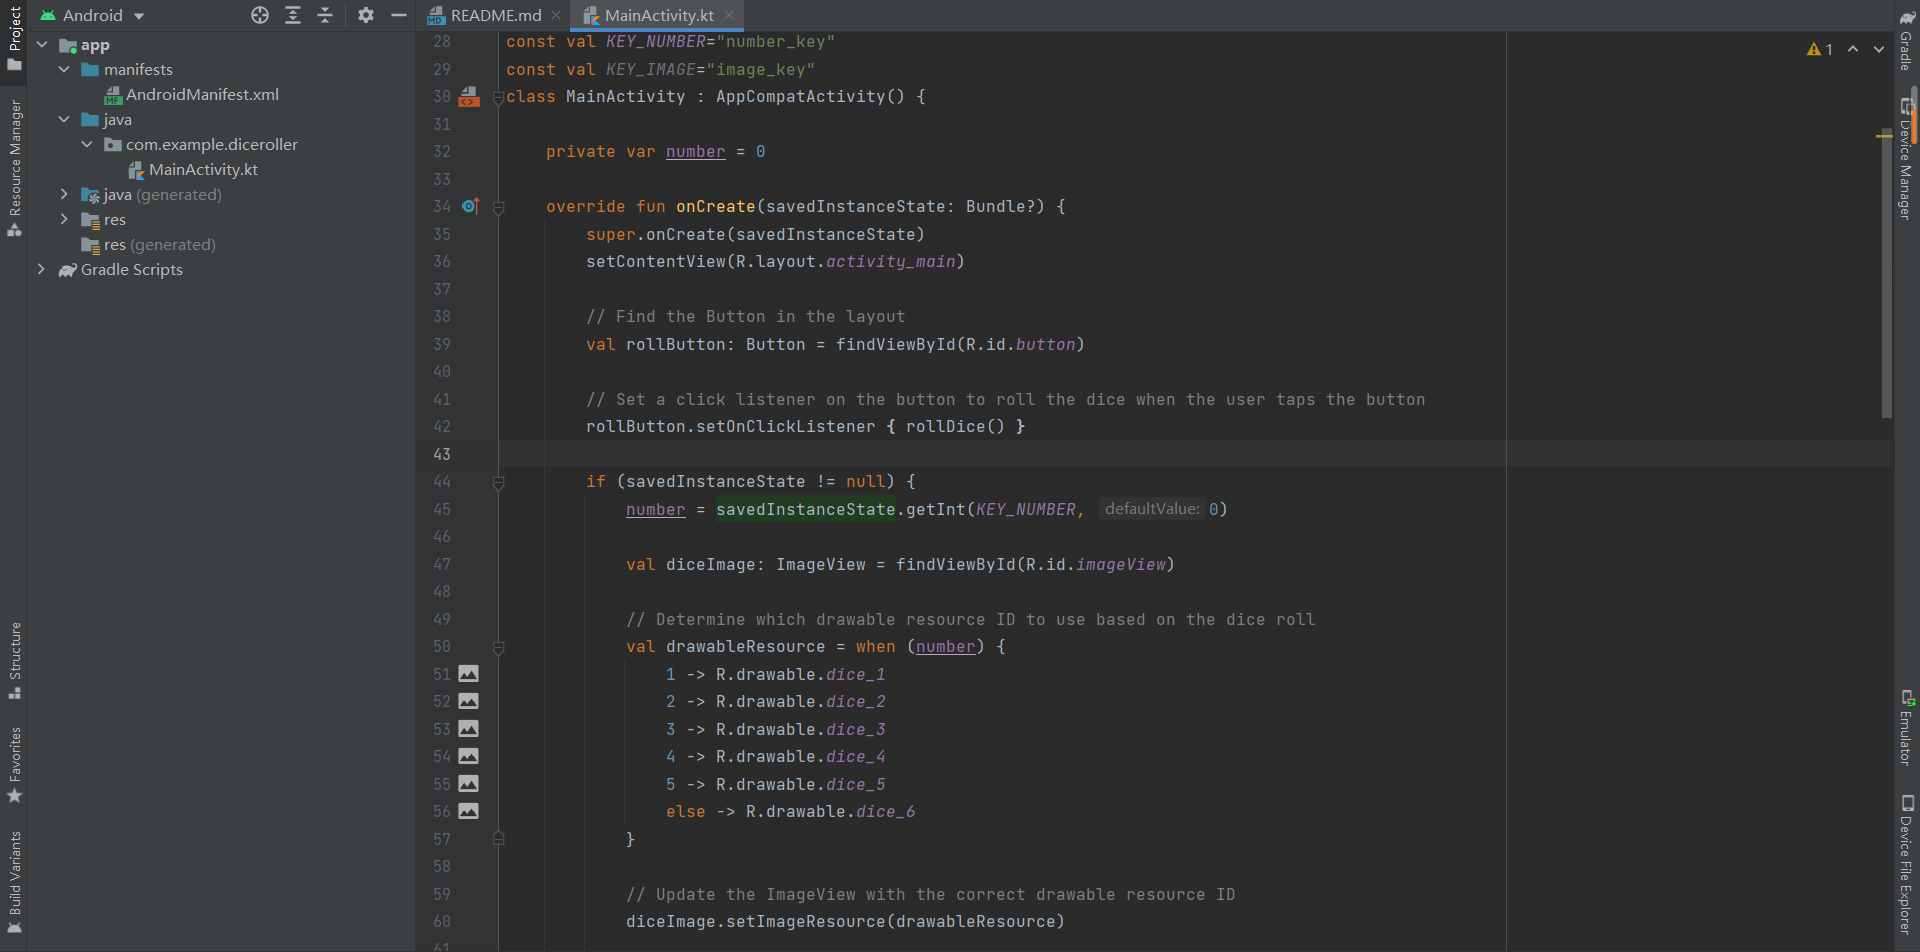 Project
Resource Manager
Structure
Favorites
Build Variants
Android
app
manifests
AndroidManifest.xml
java
com.example.diceroller
MainActivity.kt
java (generated)
res
res (generated)
Gradle Scripts
README.md
MainActivity.kt
28 const val KEY_NUMBER="number_key"
29 const val KEY_IMAGE="image_key"
30 class MainActivity : AppCompatActivity() {
31
32 private var number = 0
33
34 override fun onCreate(savedInstanceState: Bundle?) {
35 super.onCreate(savedInstanceState)
36 setContentView(R.layout.activity_main)
37
38 // Find the Button in the layout
39 val rollButton: Button = findViewById(R.id.button)
40
41 // Set a click listener on the button to roll the dice when the user taps the button
42 rollButton.setOnClickListener { rollDice() }
43
44 if (savedInstanceState != null) {
45 number = savedInstanceState.getInt(KEY_NUMBER, defaultValue: 0)
46
47 val diceImage: ImageView = findViewById(R.id.imageView)
48
49 // Determine which drawable resource ID to use based on the dice roll
50 val drawableResource = when (number) {
51 1 -> R.drawable.dice_1
52 2 -> R.drawable.dice_2
53 3 -> R.drawable.dice_3
54 4 -> R.drawable.dice_4
55 5 -> R.drawable.dice_5
56 else -> R.drawable.dice_6
57 }
58
59 // Update the ImageView with the correct drawable resource ID
60 diceImage.setImageResource(drawableResource)
61
1
Gradle
Device Manager
Emulator
Device File Explorer